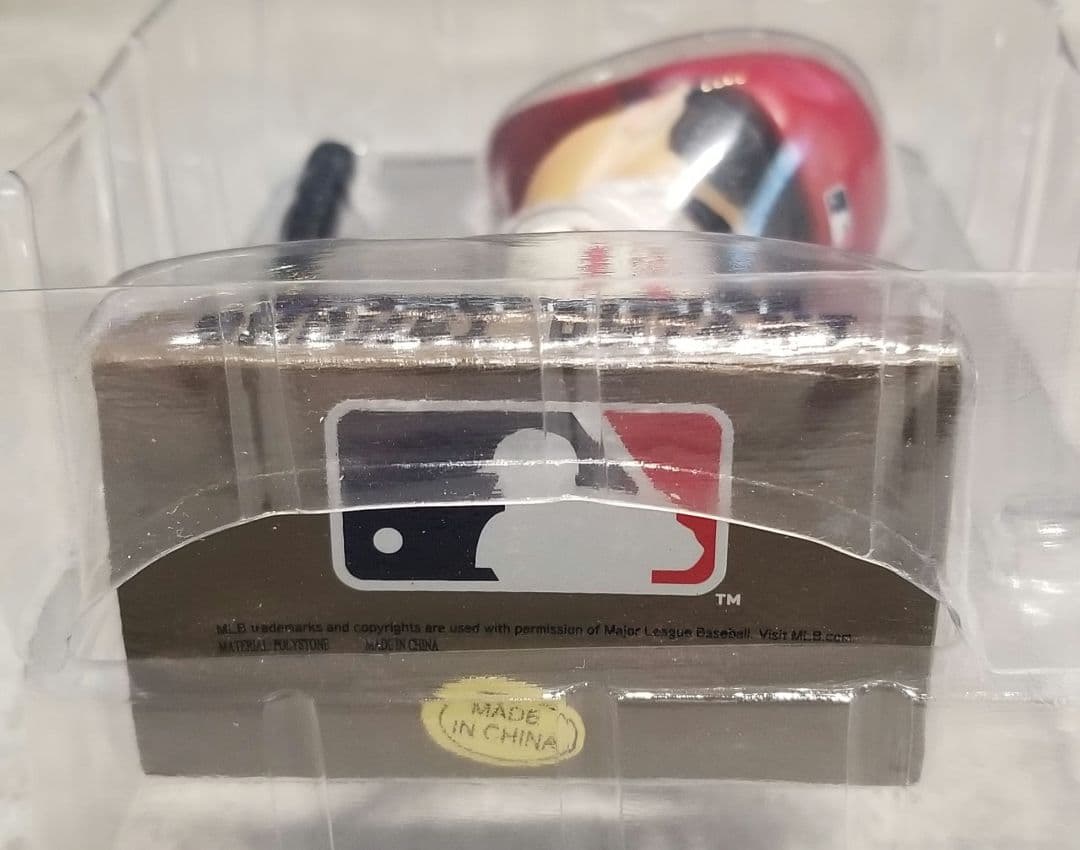 TM
MLB trademarks and copyrights are used with permission of Major League Baseball. Visit MLB.com
MATERIAL POLYSTONE MADE IN CHINA
MADE
IN CHINA